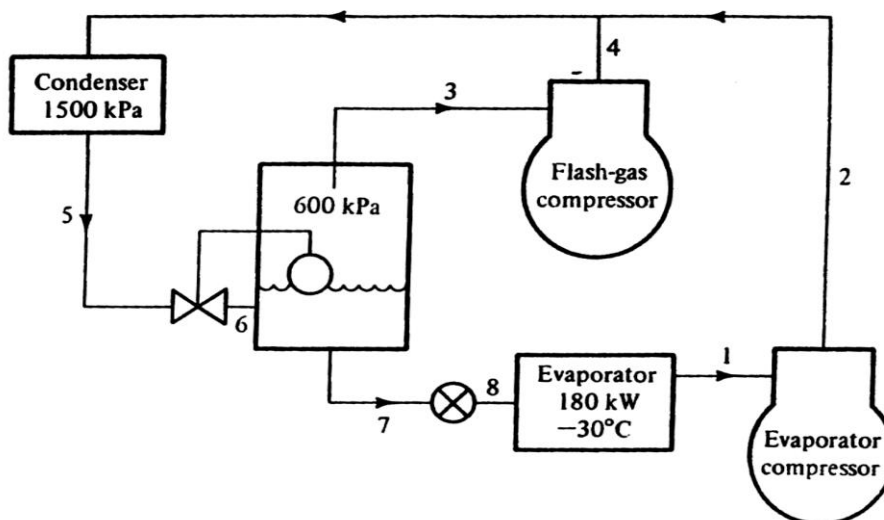 4
Condenser
1500 kPa
3
Flash-gas
compressor
2
600 kPa
5
6
1
8
Evaporator
180 kW
−30°C
7
Evaporator
compressor